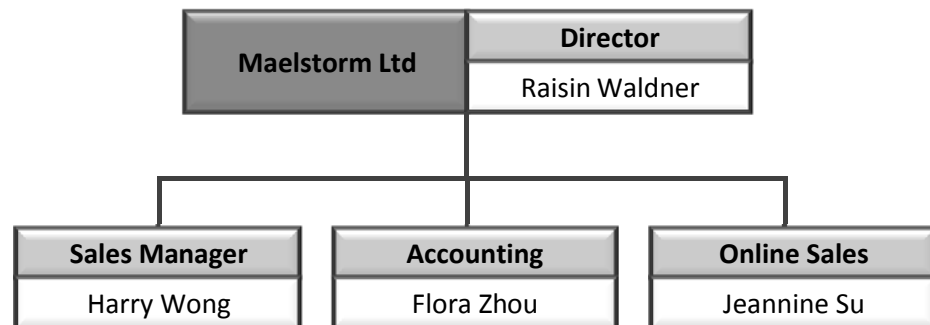 Maelstorm Ltd
Director
Raisin Waldner
Sales Manager
Accounting
Online Sales
Harry Wong
Flora Zhou
Jeannine Su